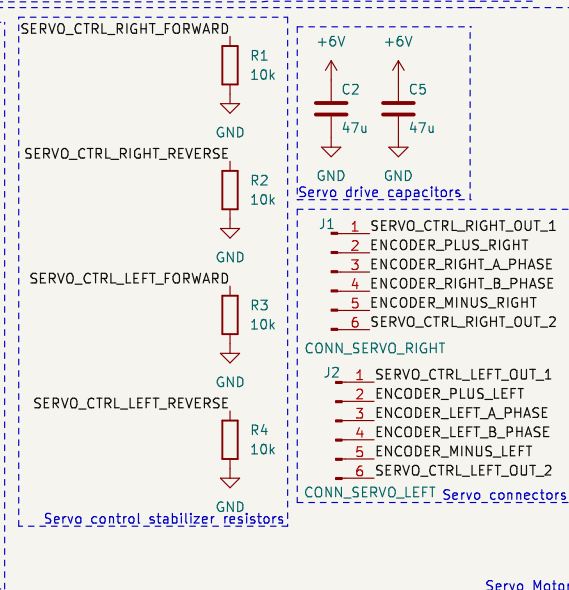 SERVO_CTRL_RIGHT_FORWARD
R1
10k
GND
SERVO_CTRL_RIGHT_REVERSE
R2
10k
GND
SERVO_CTRL_LEFT_FORWARD
R3
10k
GND
SERVO_CTRL_LEFT_REVERSE
R4
10k
GND
Servo control stabilizer resistors
+6V +6V
C2 C5
47u 47u
GND GND
Servo drive capacitors
J1
1 SERVO_CTRL_RIGHT_OUT_1
2 ENCODER_PLUS_RIGHT
3 ENCODER_RIGHT_A_PHASE
4 ENCODER_RIGHT_B_PHASE
5 ENCODER_MINUS_RIGHT
6 SERVO_CTRL_RIGHT_OUT_2
CONN_SERVO_RIGHT
J2
1 SERVO_CTRL_LEFT_OUT_1
2 ENCODER_PLUS_LEFT
3 ENCODER_LEFT_A_PHASE
4 ENCODER_LEFT_B_PHASE
5 ENCODER_MINUS_LEFT
6 SERVO_CTRL_LEFT_OUT_2
CONN_SERVO_LEFT
Servo connectors
Servo Motor